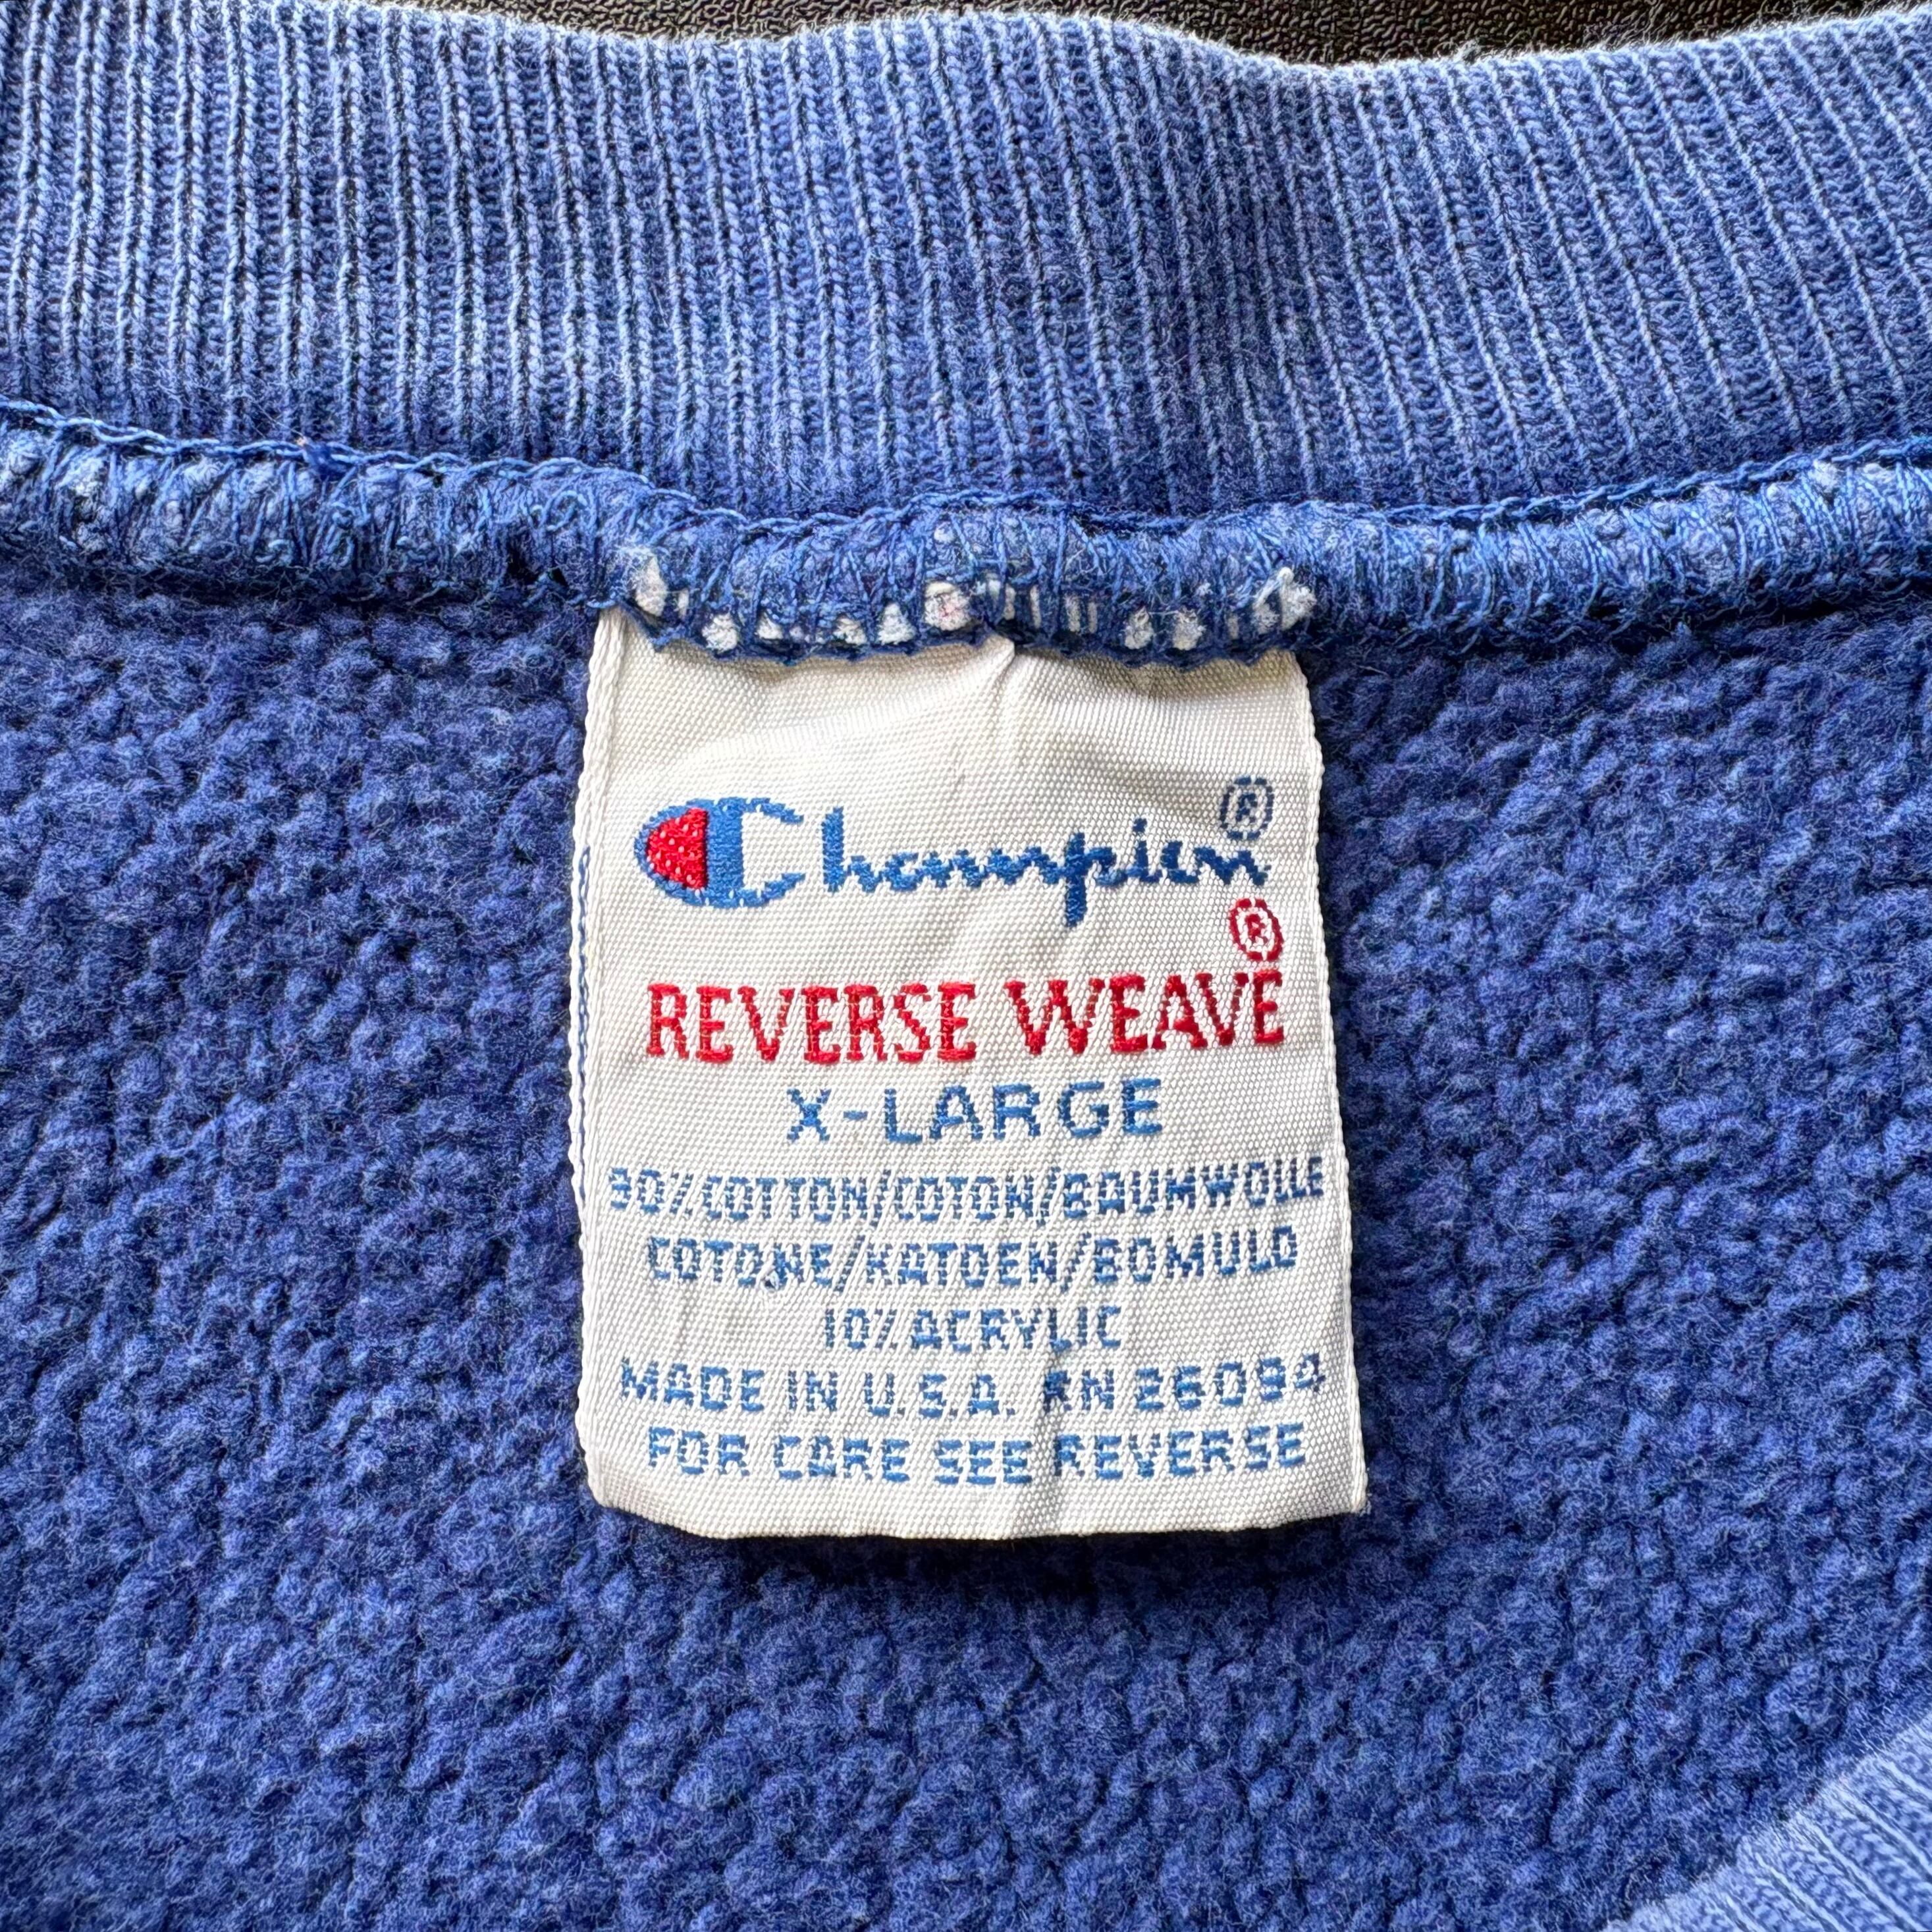 Champion®
®
REVERSE WEAVE
X-LARGE
90% COTTON/COTON/BAUMWOLLE
COTONE/KATOEN/BOMULD
10% ACRYLIC
MADE IN U.S.A. RN 26094
FOR CARE SEE REVERSE